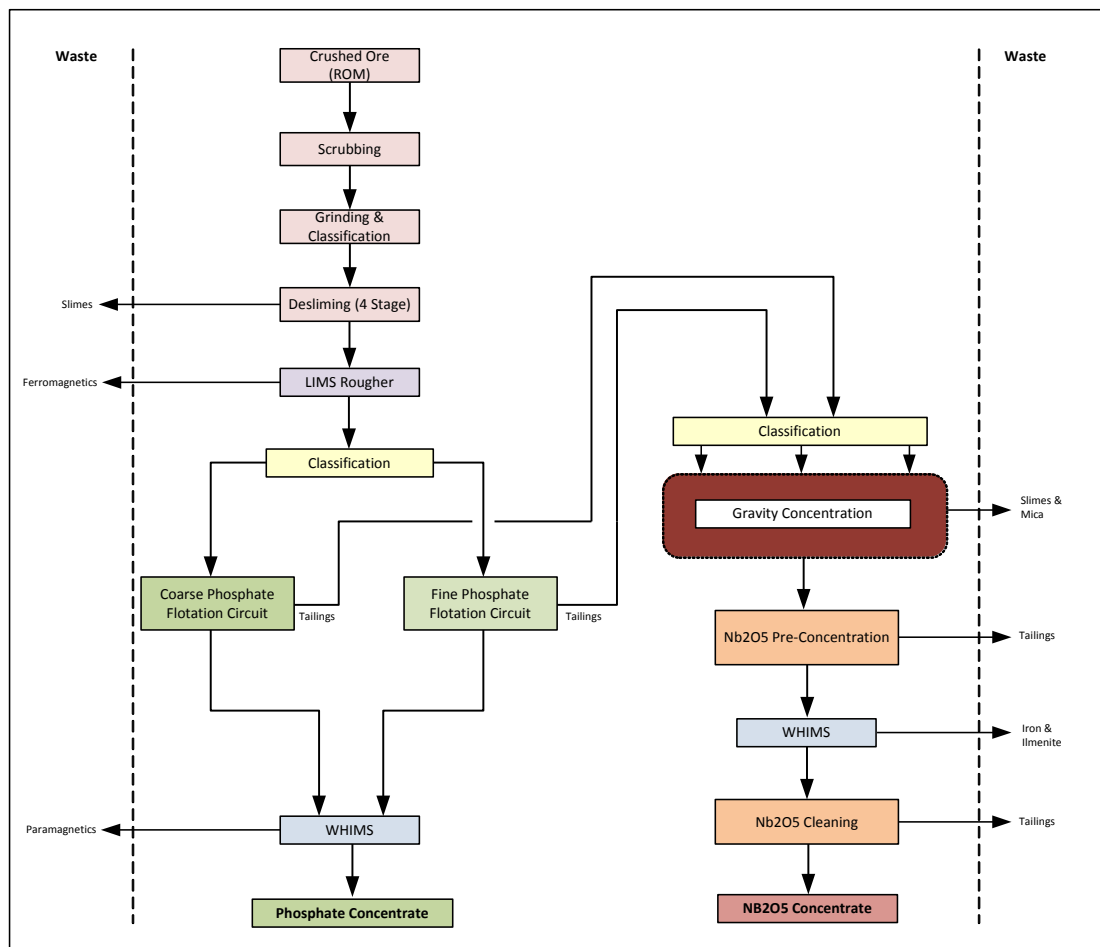 Waste
Waste
Crushed Ore
(ROM)
Scrubbing
Grinding &
Classification
Slimes
Desliming (4 Stage)
Ferromagnetics
LIMS Rougher
Classification
Coarse Phosphate
Flotation Circuit
Tailings
Fine Phosphate
Flotation Circuit
Tailings
Paramagnetics
WHIMS
Phosphate Concentrate
Classification
Gravity Concentration
Slimes &
Mica
Nb2O5 Pre-Concentration
Tailings
WHIMS
Iron &
Ilmenite
Nb2O5 Cleaning
Tailings
NB2O5 Concentrate